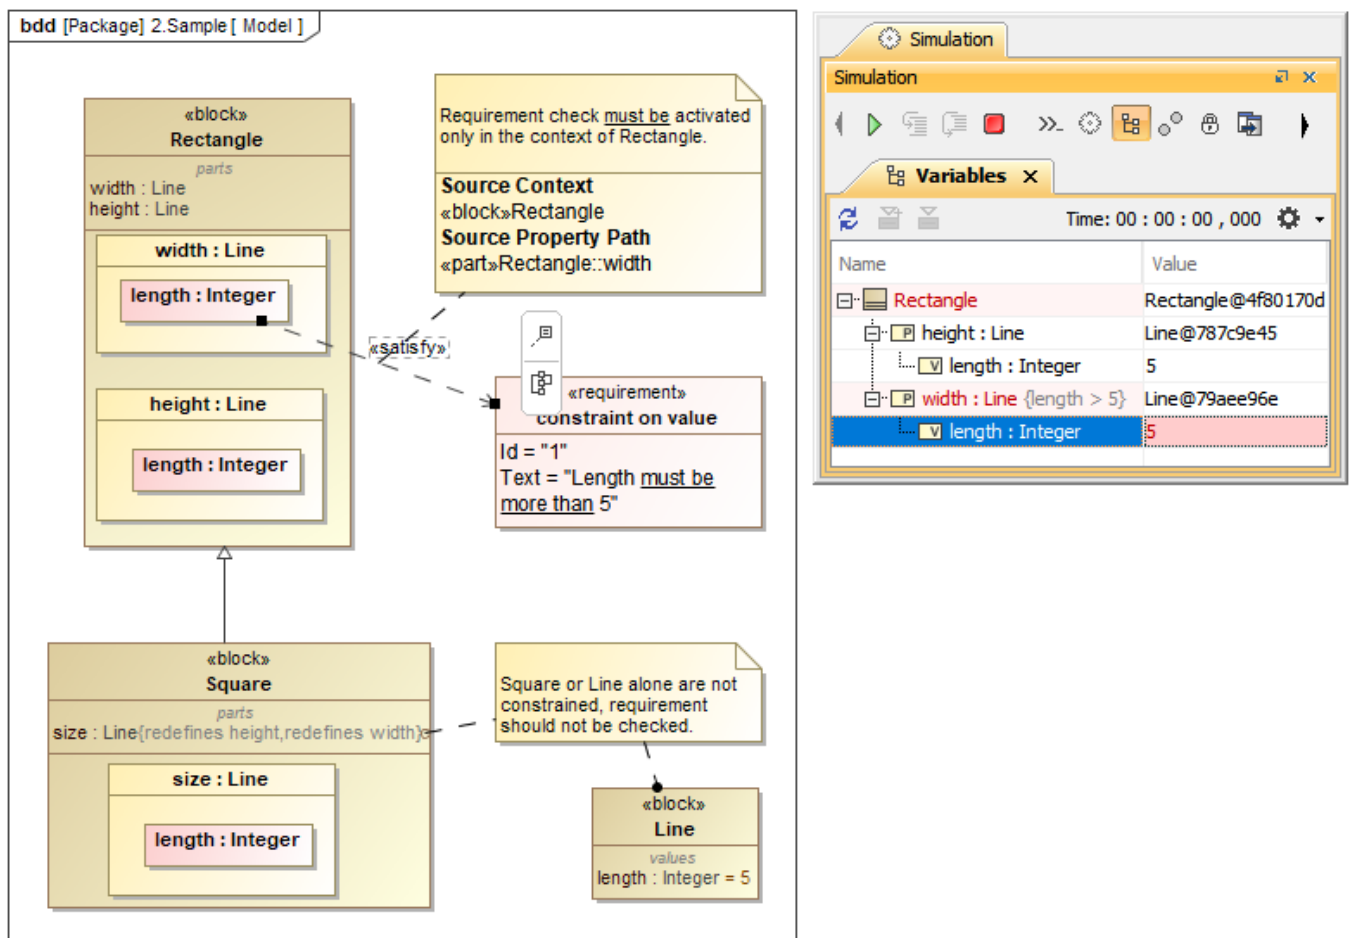 bdd [Package] 2.Sample [ Model ]
«block»
Rectangle
parts
width : Line
height : Line
width : Line
length : Integer
height : Line
length : Integer
Requirement check must be activated
only in the context of Rectangle.
Source Context
«block»Rectangle
Source Property Path
«part»Rectangle::width
«satisfy»
«requirement»
constraint on value
Id = "1"
Text = "Length must be
more than 5"
«block»
Square
parts
size : Line{redefines height,redefines width}
size : Line
length : Integer
Square or Line alone are not
constrained, requirement
should not be checked.
«block»
Line
values
length : Integer = 5
Simulation
Simulation
Variables
Time: 00 : 00 : 00 , 000
Name Value
Rectangle Rectangle@4f80170d
P height : Line Line@787c9e45
V length : Integer 5
P width : Line {length > 5} Line@79aee96e
V length : Integer 5